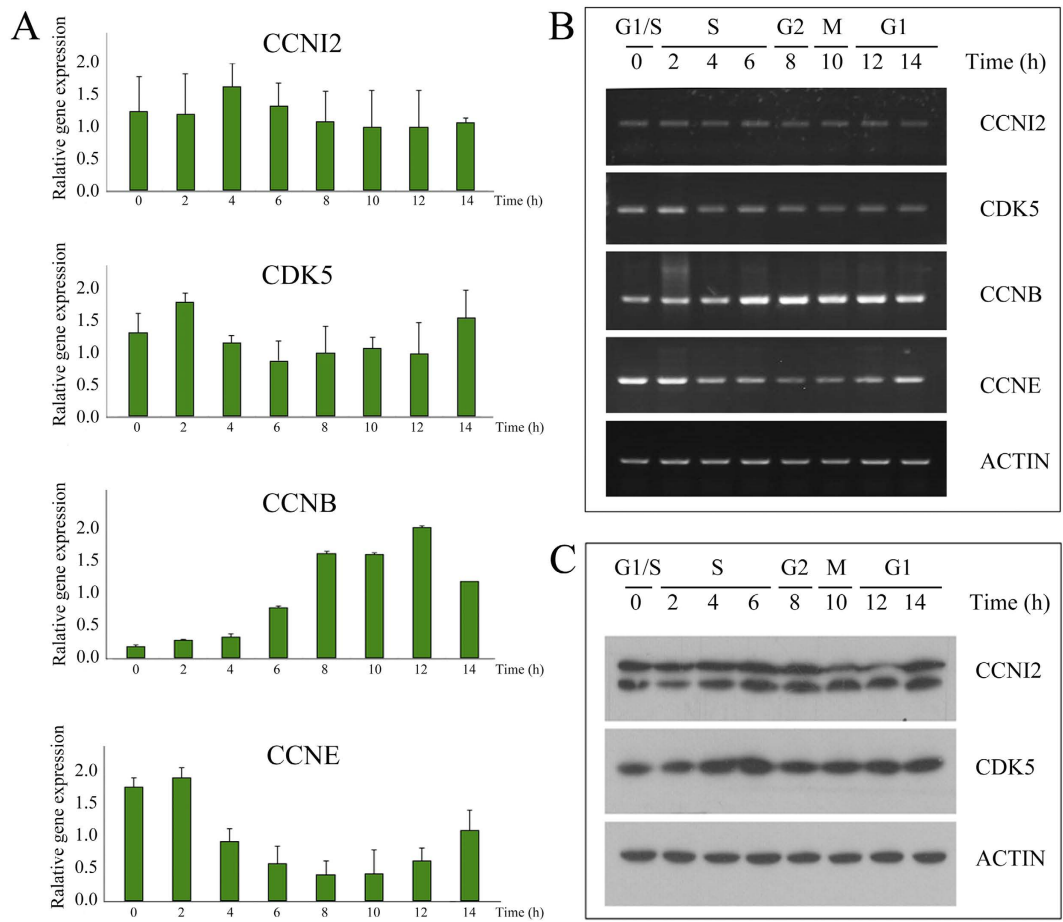 A
CCNI2
Ralative gene expression
2.0
1.5
1.0
0.5
0.0
0 2 4 6 8 10 12 14 Time (h)
CDK5
Ralative gene expression
2.0
1.5
1.0
0.5
0.0
0 2 4 6 8 10 12 14 Time (h)
CCNB
Ralative gene expression
2.0
1.5
1.0
0.5
0.0
0 2 4 6 8 10 12 14 Time (h)
CCNE
Ralative gene expression
2.0
1.5
1.0
0.5
0.0
0 2 4 6 8 10 12 14 Time (h)
B
G1/S S G2 M G1
0 2 4 6 8 10 12 14 Time (h)
CCNI2
CDK5
CCNB
CCNE
ACTIN
C
G1/S S G2 M G1
0 2 4 6 8 10 12 14 Time (h)
CCNI2
CDK5
ACTIN